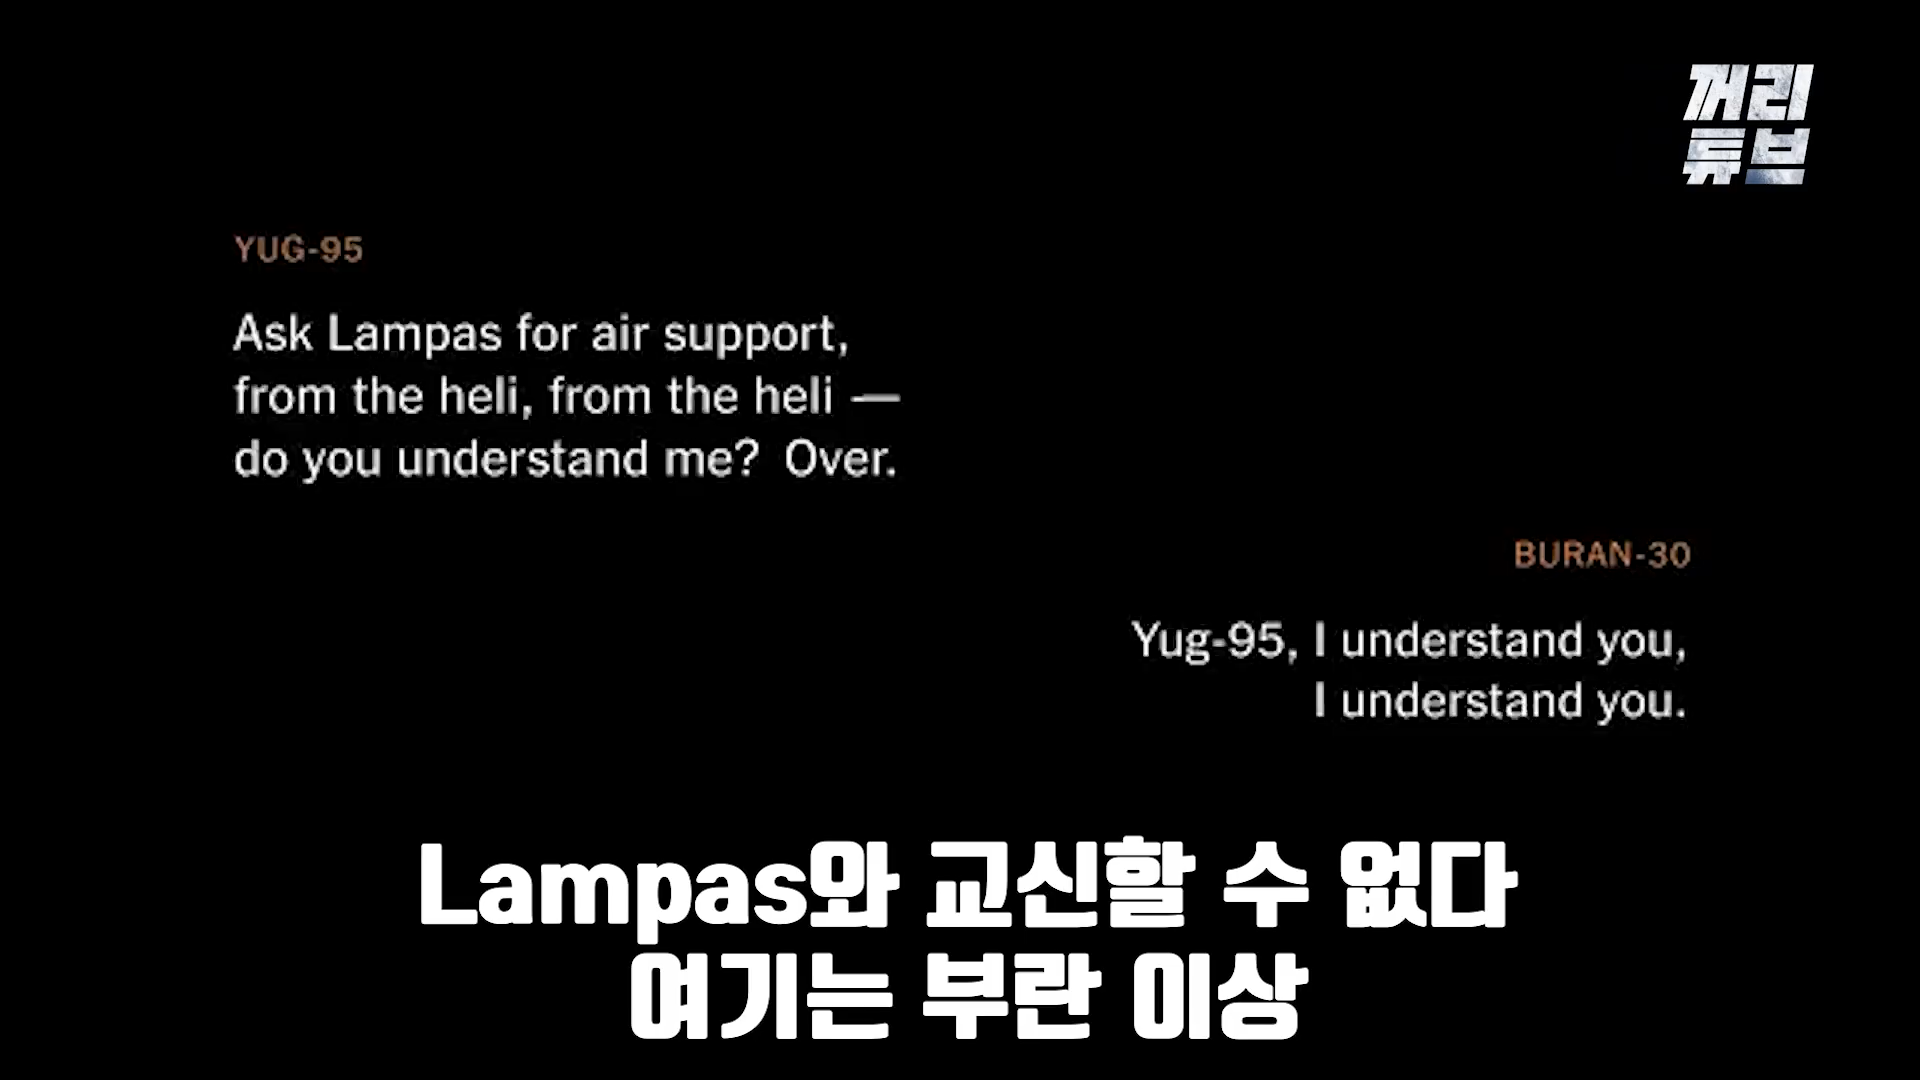 꺼리
튜브
YUG-95
Ask Lampas for air support,
from the heli, from the heli —
do you understand me? Over.
BURAN-30
Yug-95, I understand you,
I understand you.
Lampas와 교신할 수 없다
여기는 부란 이상